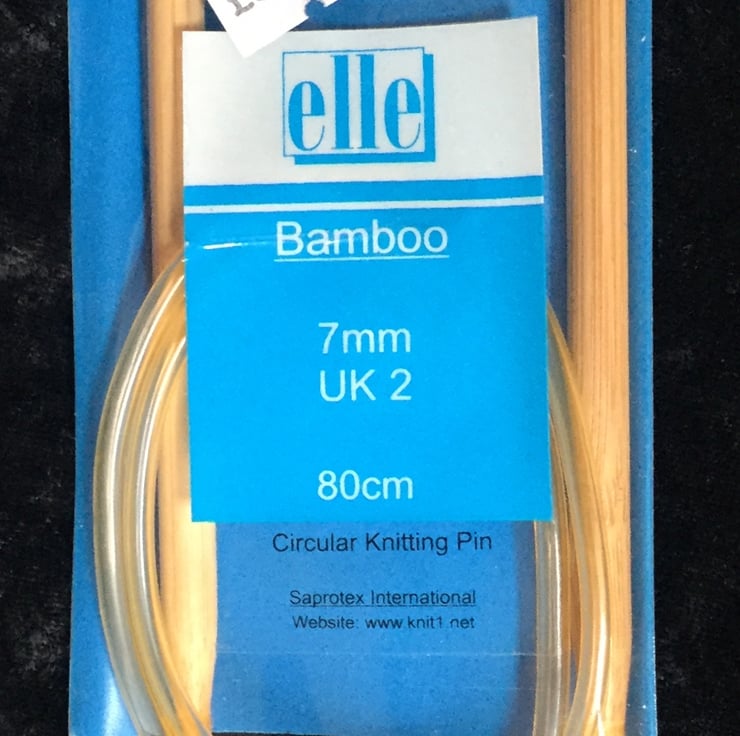 elle
Bamboo
7mm
UK 2
80cm
Circular Knitting Pin
Saprotex International
Website: www.knit1.net